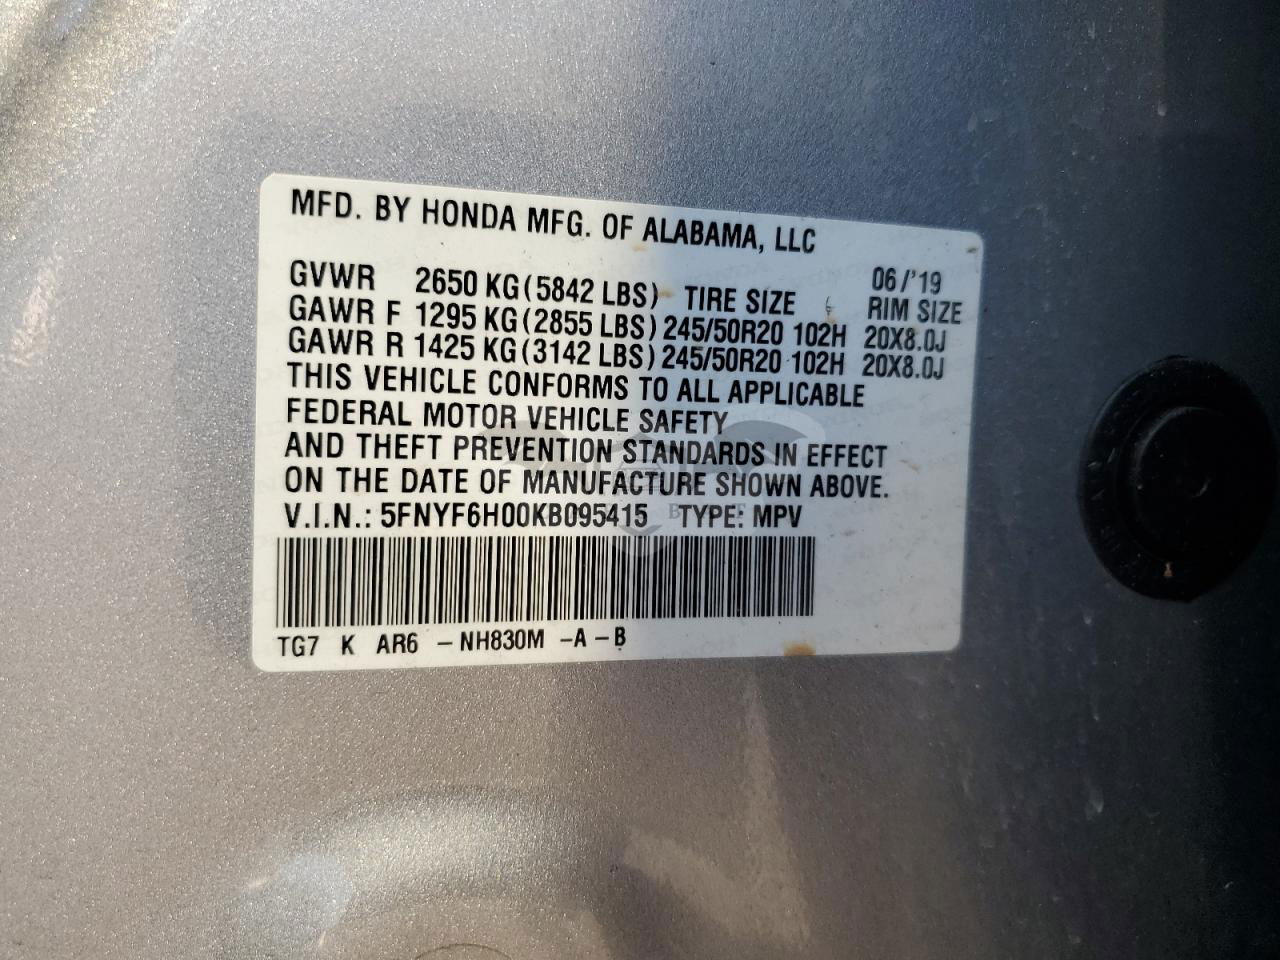 MFD. BY HONDA MFG. OF ALABAMA, LLC
06/'19
GVWR 2650 KG (5842 LBS) TIRE SIZE RIM SIZE
GAWR F 1295 KG (2855 LBS) 245/50R20 102H 20X8.0J
GAWR R 1425 KG (3142 LBS) 245/50R20 102H 20X8.0J
THIS VEHICLE CONFORMS TO ALL APPLICABLE
FEDERAL MOTOR VEHICLE SAFETY
AND THEFT PREVENTION STANDARDS IN EFFECT
ON THE DATE OF MANUFACTURE SHOWN ABOVE.
V.I.N.: 5FNYF6H00KB095415 TYPE: MPV
TG7 K AR6 -NH830M -A-B